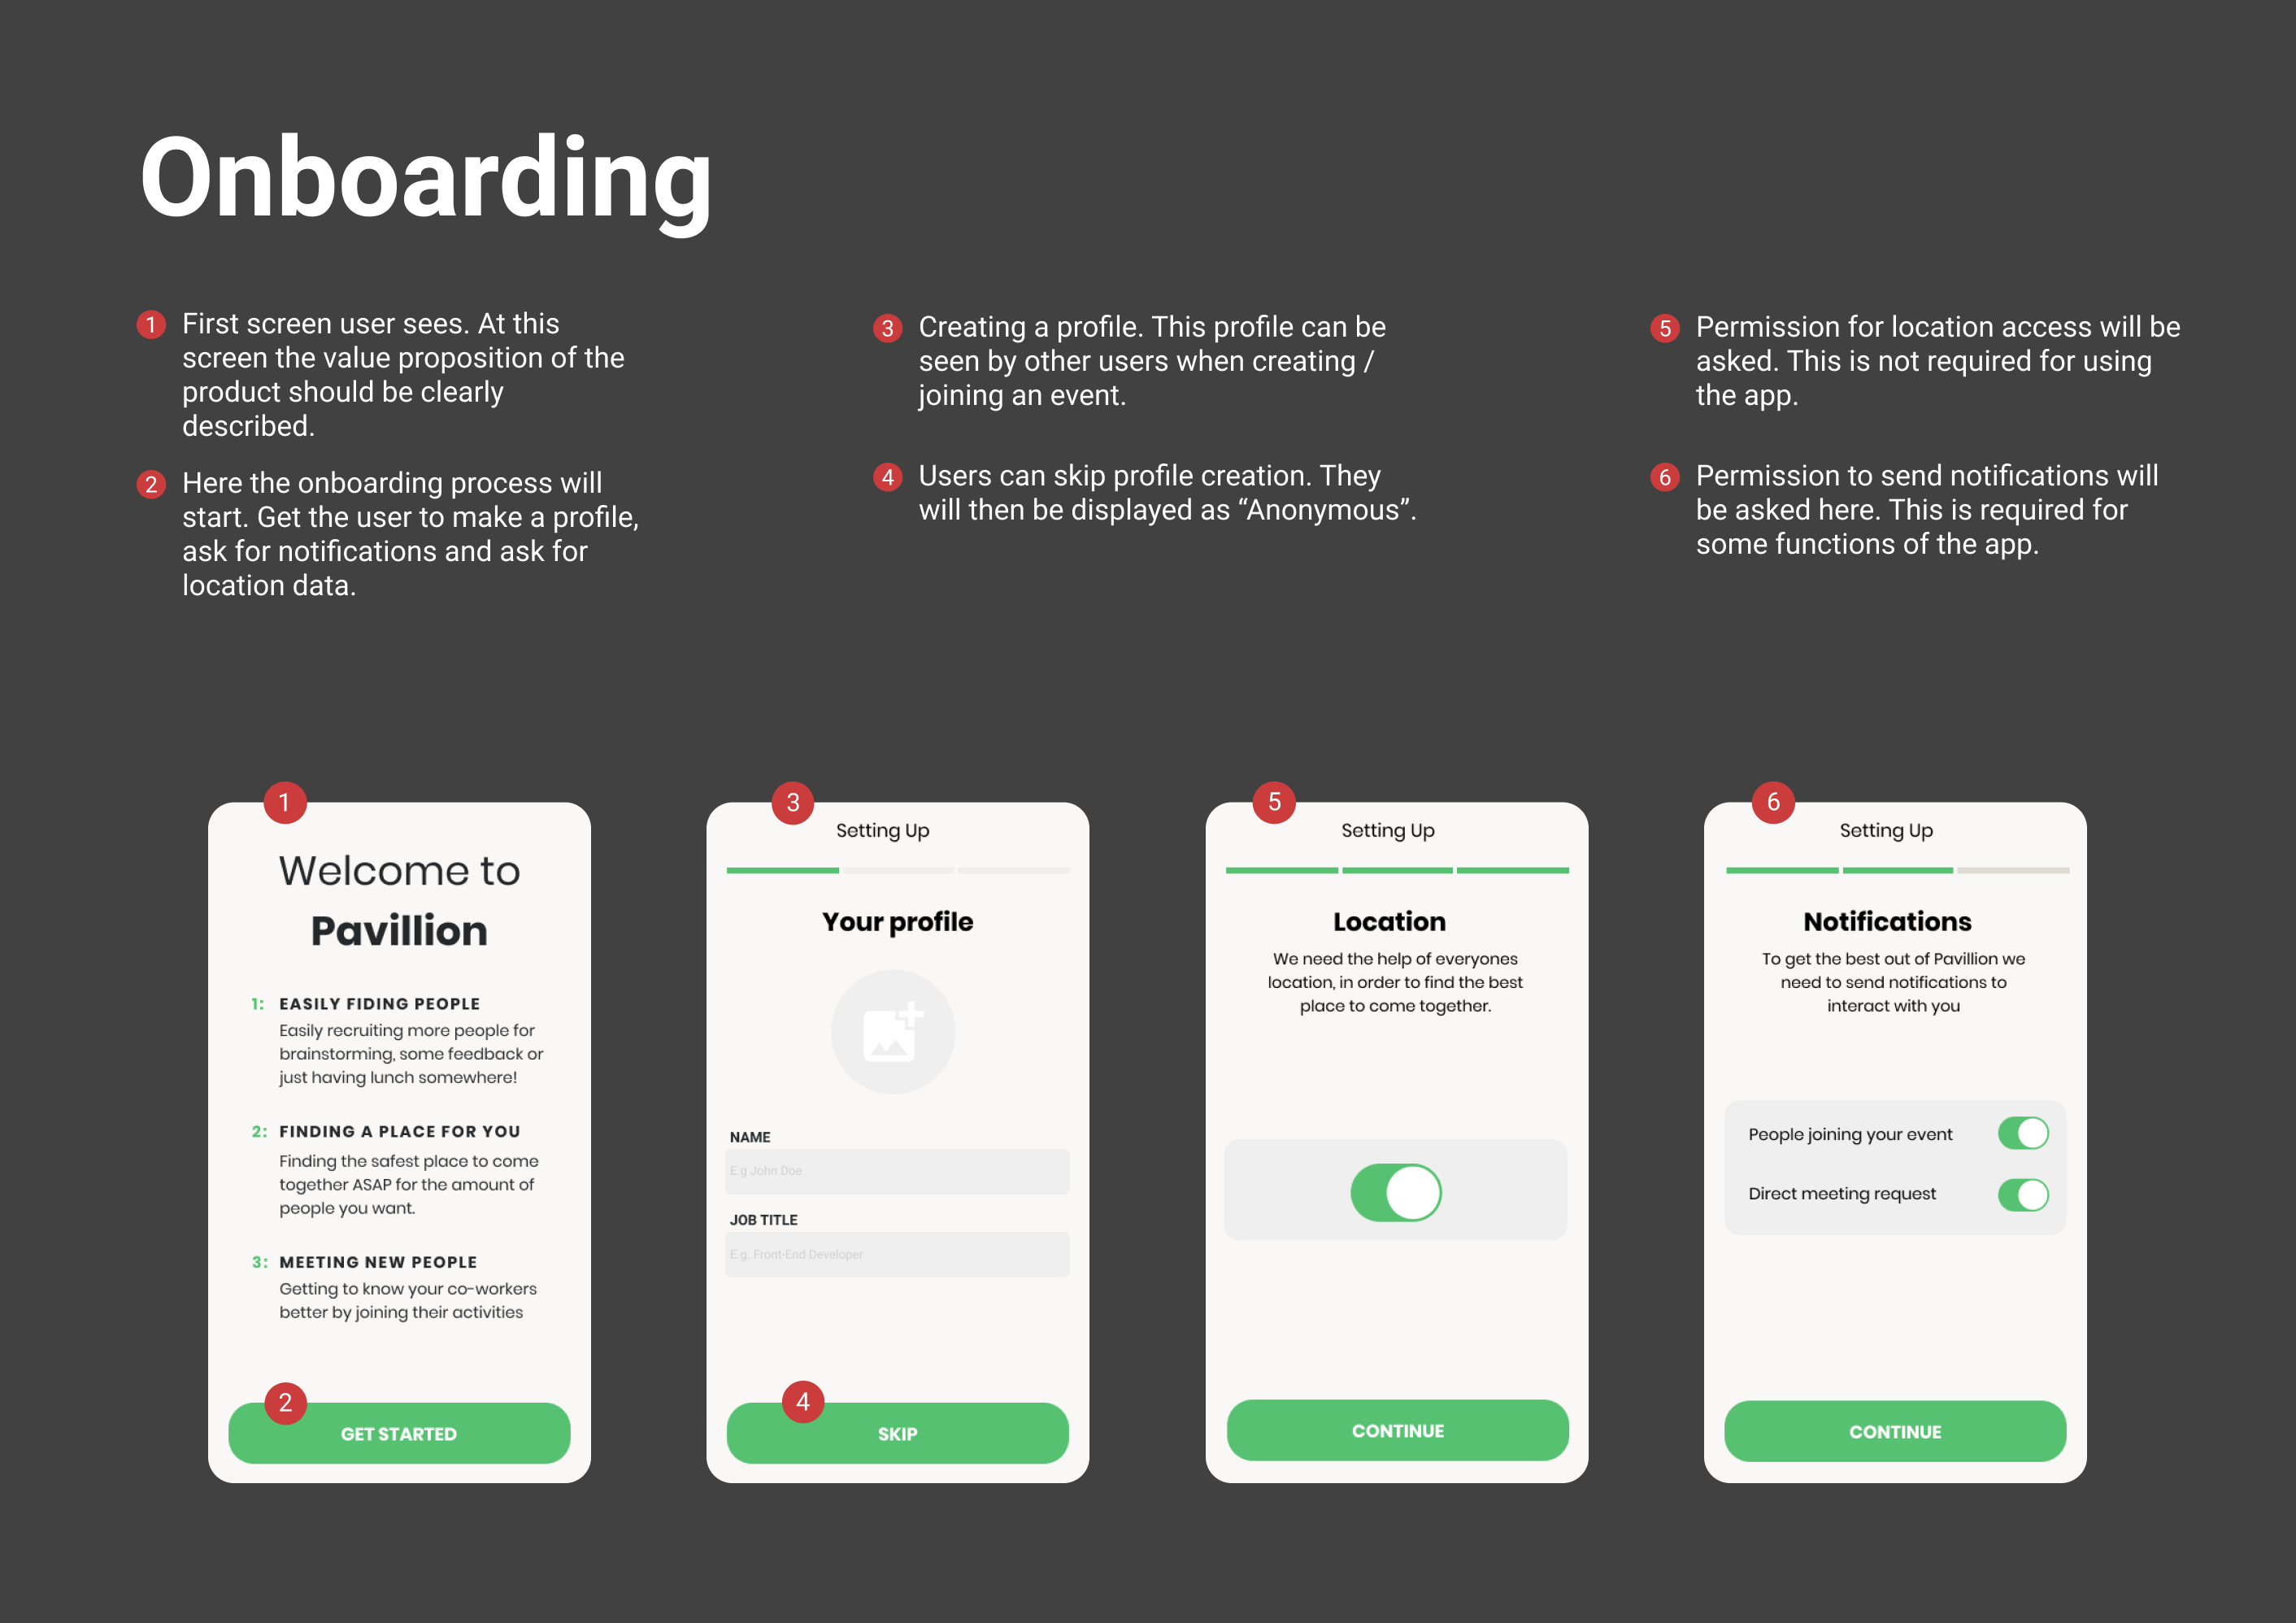 Onboarding
1 First screen user sees. At this
screen the value proposition of the
product should be clearly
described.
2 Here the onboarding process will
start. Get the user to make a profile,
ask for notifications and ask for
location data.
3 Creating a profile. This profile can be
seen by other users when creating /
joining an event.
4 Users can skip profile creation. They
will then be displayed as “Anonymous”.
5 Permission for location access will be
asked. This is not required for using
the app.
6 Permission to send notifications will
be asked here. This is required for
some functions of the app.
1
Welcome to
Pavillion
1: EASILY FIDING PEOPLE
Easily recruiting more people for
brainstorming, some feedback or
just having lunch somewhere!
2: FINDING A PLACE FOR YOU
Finding the safest place to come
together ASAP for the amount of
people you want.
3: MEETING NEW PEOPLE
Getting to know your co-workers
better by joining their activities
2
GET STARTED
3
Setting Up
Your profile
NAME
E.g John Doe
JOB TITLE
E.g. Front-End Developer
4
SKIP
5
Setting Up
Location
We need the help of everyones
location, in order to find the best
place to come together.
CONTINUE
6
Setting Up
Notifications
To get the best out of Pavillion we
need to send notifications to
interact with you
People joining your event
Direct meeting request
CONTINUE